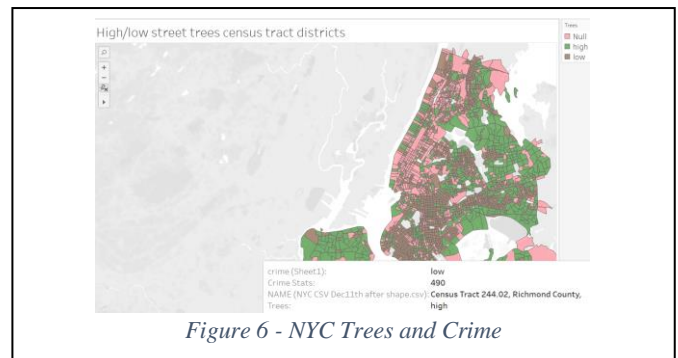 High/low street trees census tract districts
Trees
Null
high
low
crime (Sheet1): low
Crime Stats: 490
NAME (NYC CSV Dec11th after shape.csv): Census Tract 244.02, Richmond County,
Trees: high
Figure 6 - NYC Trees and Crime